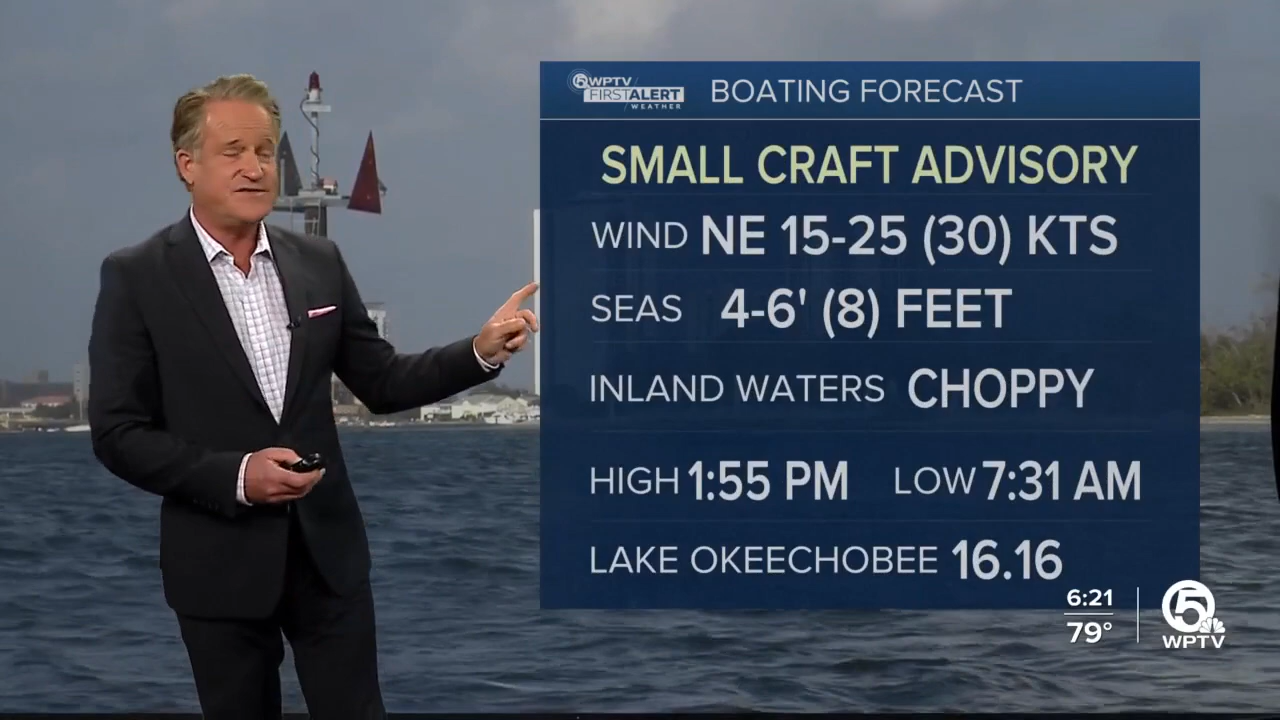 5 WPTV
FIRST ALERT
WEATHER
BOATING FORECAST
SMALL CRAFT ADVISORY
WIND NE 15-25 (30) KTS
SEAS 4-6' (8) FEET
INLAND WATERS CHOPPY
HIGH 1:55 PM LOW 7:31 AM
LAKE OKEECHOBEE 16.16
6:21
79°
5
WPTV